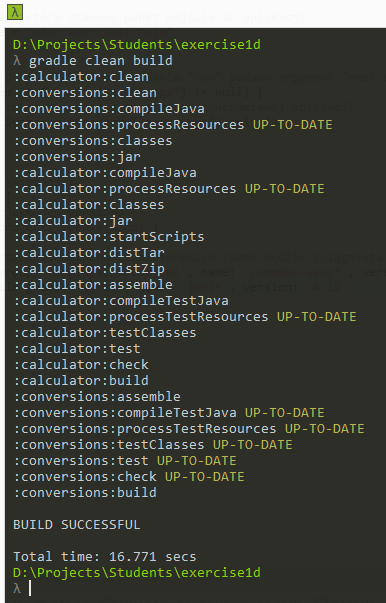 λ
D:\Projects\Students\exercise1d
λ gradle clean build
:calculator:clean
:conversions:clean
:conversions:compileJava
:conversions:processResources UP-TO-DATE
:conversions:classes
:conversions:jar
:calculator:compileJava
:calculator:processResources UP-TO-DATE
:calculator:classes
:calculator:jar
:calculator:startScripts
:calculator:distTar
:calculator:distZip
:calculator:assemble
:calculator:compileTestJava
:calculator:processTestResources UP-TO-DATE
:calculator:testClasses
:calculator:test
:calculator:check
:calculator:build
:conversions:assemble
:conversions:compileTestJava UP-TO-DATE
:conversions:processTestResources UP-TO-DATE
:conversions:testClasses UP-TO-DATE
:conversions:test UP-TO-DATE
:conversions:check UP-TO-DATE
:conversions:build
BUILD SUCCESSFUL
Total time: 16.771 secs
D:\Projects\Students\exercise1d
λ